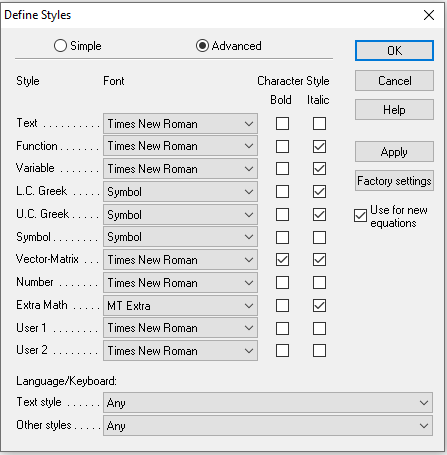 Define Styles
Simple Advanced OK
Style Font Character Style Cancel
Bold Italic Help
Text . . . . . . . . . . Times New Roman
Function . . . . . . . Times New Roman Apply
Variable . . . . . . . Times New Roman
L.C. Greek . . . . . Symbol Factory settings
U.C. Greek . . . . . Symbol Use for new
Symbol . . . . . . . . Symbol equations
Vector-Matrix . . . Times New Roman
Number . . . . . . . Times New Roman
Extra Math . . . . . MT Extra
User 1 . . . . . . . . Times New Roman
User 2 . . . . . . . . Times New Roman
Language/Keyboard:
Text style . . . . . . Any
Other styles . . . . Any